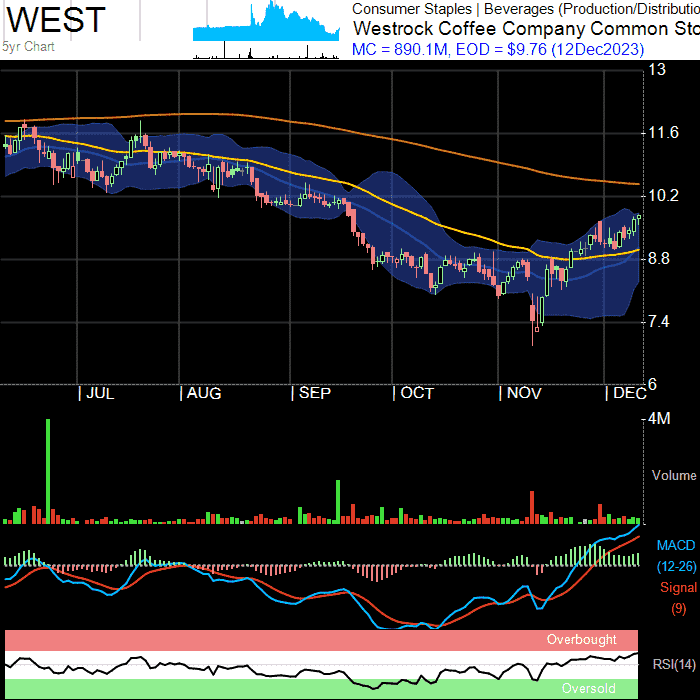 WEST
5yr Chart
Consumer Staples | Beverages (Production/Distributio
Westrock Coffee Company Common Sto
MC = 890.1M, EOD = $9.76 (12Dec2023)
13
11.6
10.2
8.8
7.4
6
| JUL | AUG | SEP | OCT | NOV | DEC
4M
Volume
MACD
(12-26)
Signal
(9)
Overbought
RSI(14)
Oversold